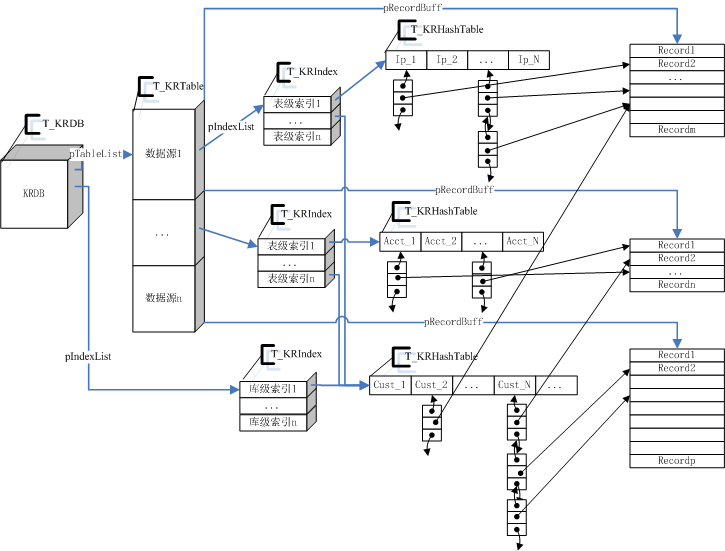 pRecordBuff
T_KRHashTable
Ip_1 Ip_2 ... Ip_N
Record1
Record2
...
Recordm
T_KRTable
T_KRIndex
表级索引1
...
表级索引n
pIndexList
T_KRDB
pTableList
KRDB
数据源1
...
数据源n
pRecordBuff
T_KRIndex
表级索引1
...
表级索引n
T_KRHashTable
Acct_1 Acct_2 ... Acct_N
Record1
Record2
...
Recordn
pRecordBuff
pIndexList
T_KRIndex
库级索引1
...
库级索引n
T_KRHashTable
Cust_1 Cust_2 ... Cust_N ...
Record1
Record2
Recordp